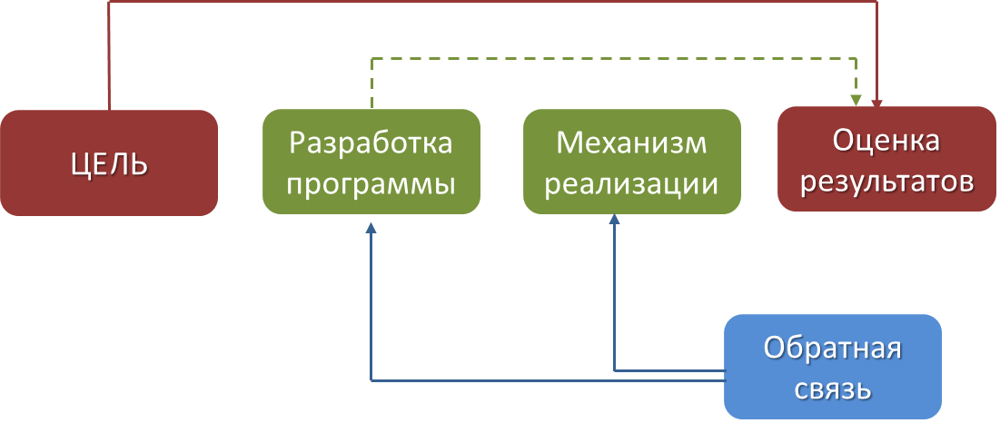 ЦЕЛЬ
Разработка
программы
Механизм
реализации
Оценка
результатов
Обратная
связь